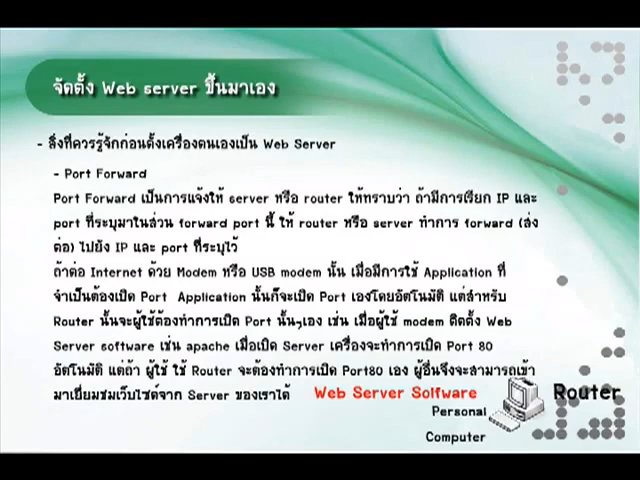 จัดตั้ง Web server ขึ้นมาเอง
- สิ่งที่ควรรู้จักก่อนตั้งเครื่องตนเองเป็น Web Server
- Port Forward
Port Forward เป็นการแจ้งให้ server หรือ router ให้ทราบว่า ถ้ามีการเรียก IP และ
port ที่ระบุมาในส่วน forward port นี้ ให้ router หรือ server ทำการ forward (ส่ง
ต่อ) ไปยัง IP และ port ที่ระบุไว้
ถ้าต่อ Internet ด้วย Modem หรือ USB modem นั้น เมื่อมีการใช้ Application ที่
จำเป็นต้องเปิด Port Application นั้นก็จะเปิด Port เองโดยอัตโนมัติ แต่สำหรับ
Router นั้นจะผู้ใช้ต้องทำการเปิด Port นั้นๆเอง เช่น เมื่อผู้ใช้ modem ติดตั้ง Web
Server software เช่น apache เมื่อเปิด Server เครื่องจะทำการเปิด Port 80
อัตโนมัติ แต่ถ้า ผู้ใช้ ใช้ Router จะต้องทำการเปิด Port80 เอง ผู้อื่นจึงจะสามารถเข้า
มาเยี่ยมชมเว็บไซต์จาก Server ของเราได้
Web Server Solfware
Router
Personal
Computer